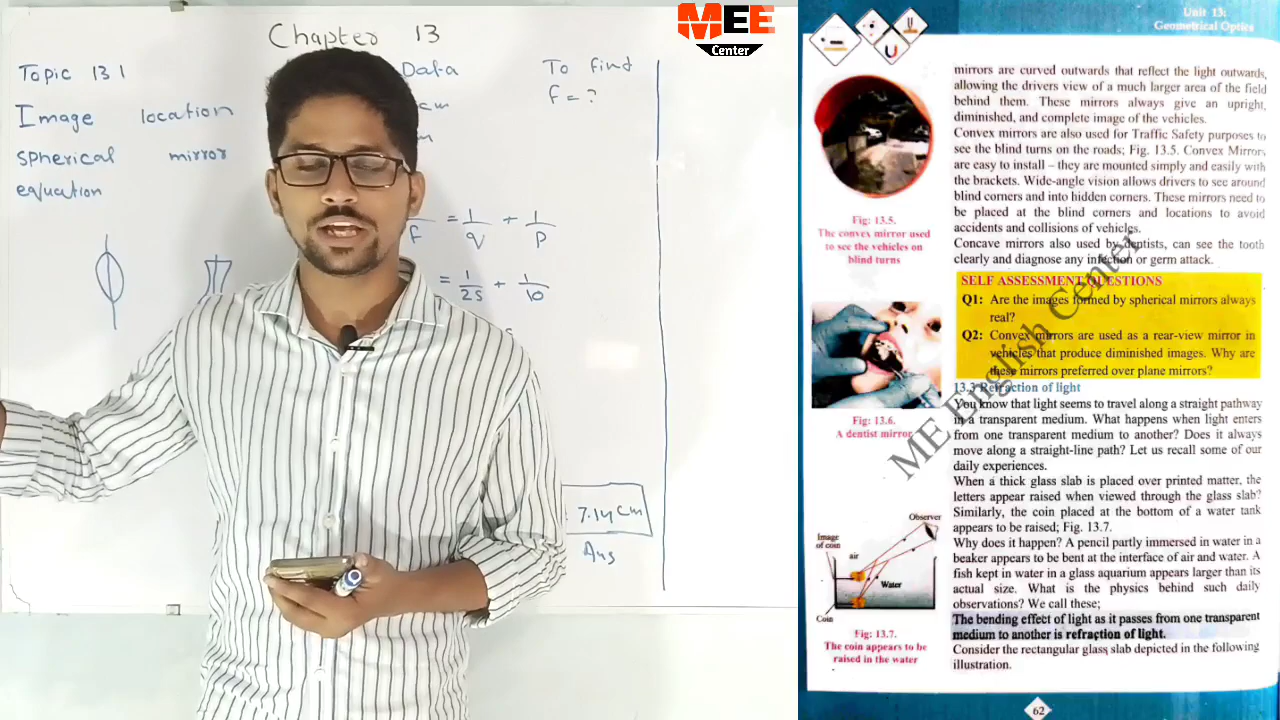 Chapter 13
Topic 13.1
Image location
spherical mirror
equation
Data
cm
To find
f = ?
f = 1/q + 1/p
= 1/25 + 1/10
7.14 cm
Ans
MEE
Center
Unit 13:
Geometrical Optics
mirrors are curved outwards that reflect the light outwards,
allowing the drivers view of a much larger area of the field
behind them. These mirrors always give an upright,
diminished, and complete image of the vehicles.
Convex mirrors are also used for Traffic Safety purposes to
see the blind turns on the roads; Fig. 13.5. Convex Mirrors
are easy to install – they are mounted simply and easily with
the brackets. Wide-angle vision allows drivers to see around
blind corners and into hidden corners. These mirrors need to
be placed at the blind corners and locations to avoid
accidents and collisions of vehicles.
Concave mirrors also used by dentists, can see the tooth
clearly and diagnose any infection or germ attack.
Fig: 13.5.
The convex mirror used
to see the vehicles on
blind turns
SELF ASSESSMENT QUESTIONS
Q1: Are the images formed by spherical mirrors always
real?
Q2: Convex mirrors are used as a rear-view mirror in
vehicles that produce diminished images. Why are
these mirrors preferred over plane mirrors?
Fig: 13.6.
A dentist mirror
13.3 Refraction of light
You know that light seems to travel along a straight pathway
in a transparent medium. What happens when light enters
from one transparent medium to another? Does it always
move along a straight-line path? Let us recall some of our
daily experiences.
When a thick glass slab is placed over printed matter, the
letters appear raised when viewed through the glass slab?
Similarly, the coin placed at the bottom of a water tank
appears to be raised; Fig. 13.7.
Why does it happen? A pencil partly immersed in water in a
beaker appears to be bent at the interface of air and water. A
fish kept in water in a glass aquarium appears larger than its
actual size. What is the physics behind such daily
observations? We call these;
The bending effect of light as it passes from one transparent
medium to another is refraction of light.
Consider the rectangular glass slab depicted in the following
illustration.
Observer
Image
of coin
air
Water
Coin
Fig: 13.7.
The coin appears to be
raised in the water
ME English Center
62